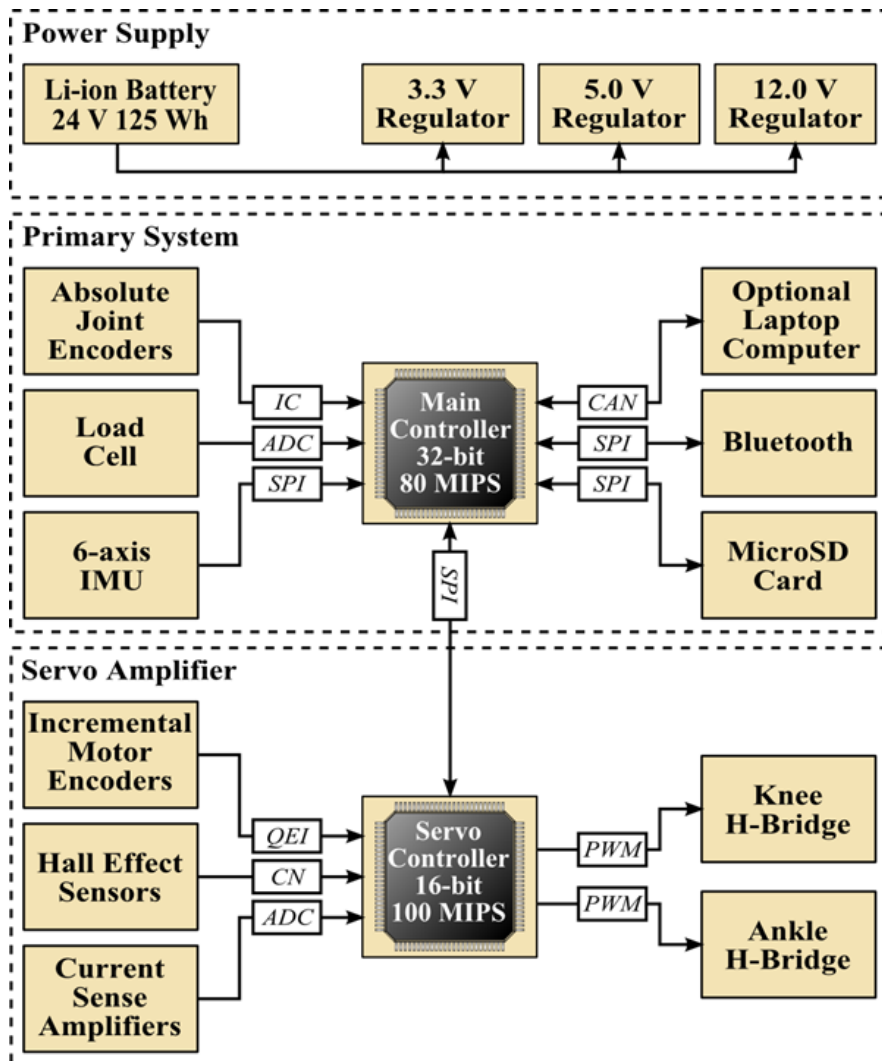 Power Supply
Li-ion Battery
24 V 125 Wh
3.3 V
Regulator
5.0 V
Regulator
12.0 V
Regulator
Primary System
Absolute
Joint
Encoders
Load
Cell
6-axis
IMU
IC
ADC
SPI
Main
Controller
32-bit
80 MIPS
CAN
SPI
SPI
Optional
Laptop
Computer
Bluetooth
MicroSD
Card
SPI
Servo Amplifier
Incremental
Motor
Encoders
Hall Effect
Sensors
Current
Sense
Amplifiers
QEI
CN
ADC
Servo
Controller
16-bit
100 MIPS
PWM
PWM
Knee
H-Bridge
Ankle
H-Bridge